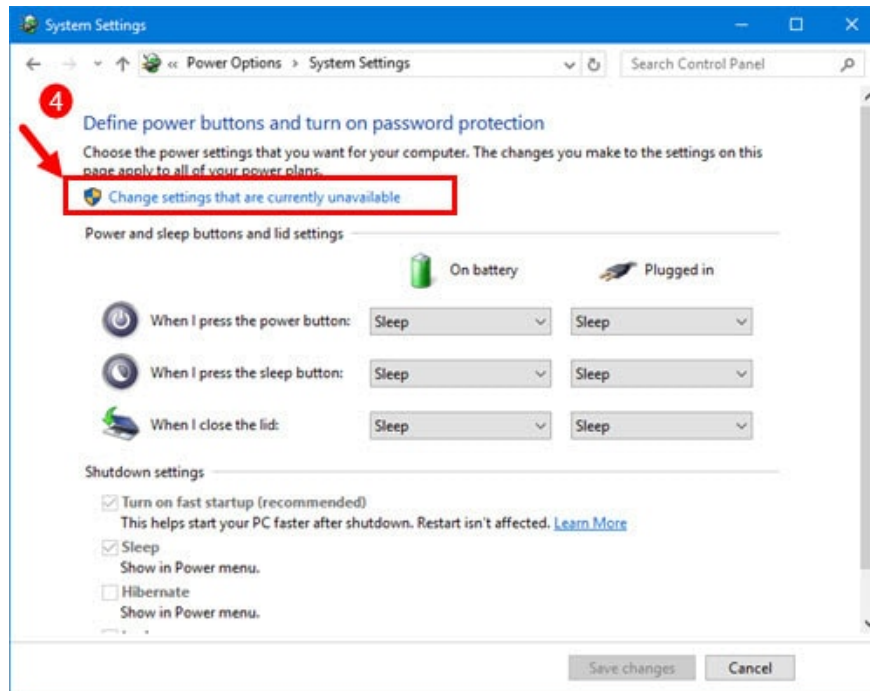 System Settings
« Power Options > System Settings
Search Control Panel
4
Define power buttons and turn on password protection
Choose the power settings that you want for your computer. The changes you make to the settings on this
page apply to all of your power plans.
Change settings that are currently unavailable
Power and sleep buttons and lid settings
On battery Plugged in
When I press the power button: Sleep Sleep
When I press the sleep button: Sleep Sleep
When I close the lid: Sleep Sleep
Shutdown settings
Turn on fast startup (recommended)
This helps start your PC faster after shutdown. Restart isn't affected. Learn More
Sleep
Show in Power menu.
Hibernate
Show in Power menu.
Save changes Cancel